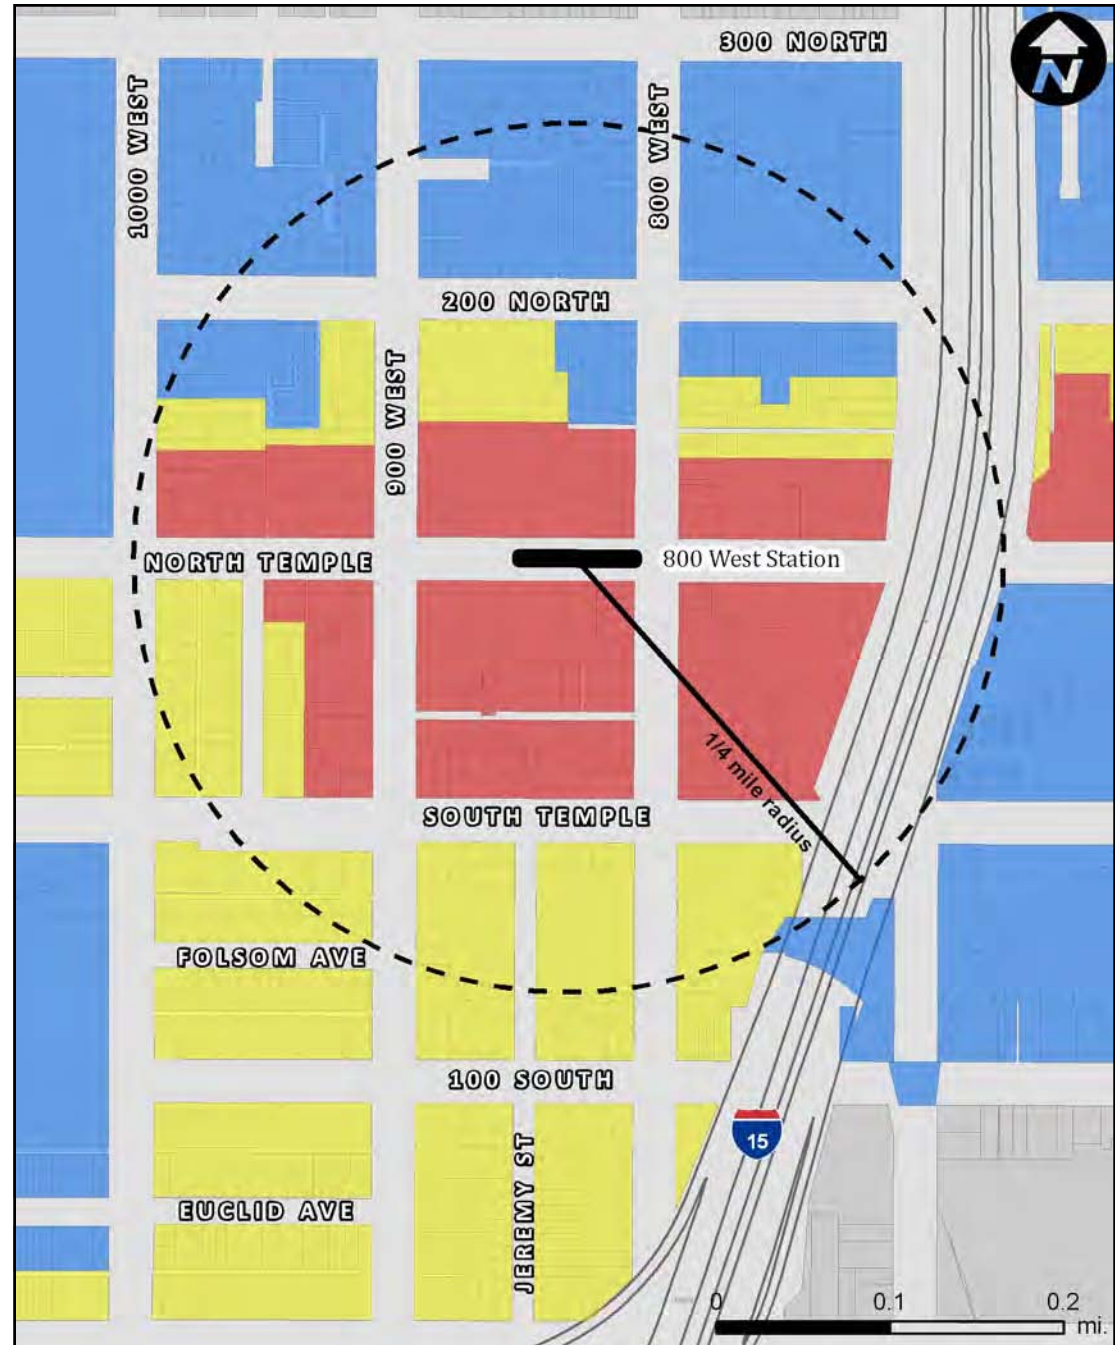 300 NORTH
N
1000 WEST
800 WEST
200 NORTH
900 WEST
NORTH TEMPLE
800 West Station
1/4 mile radius
SOUTH TEMPLE
FOLSOM AVE
100 SOUTH
15
JEREMY ST
EUCLID AVE
0 0.1 0.2
mi.